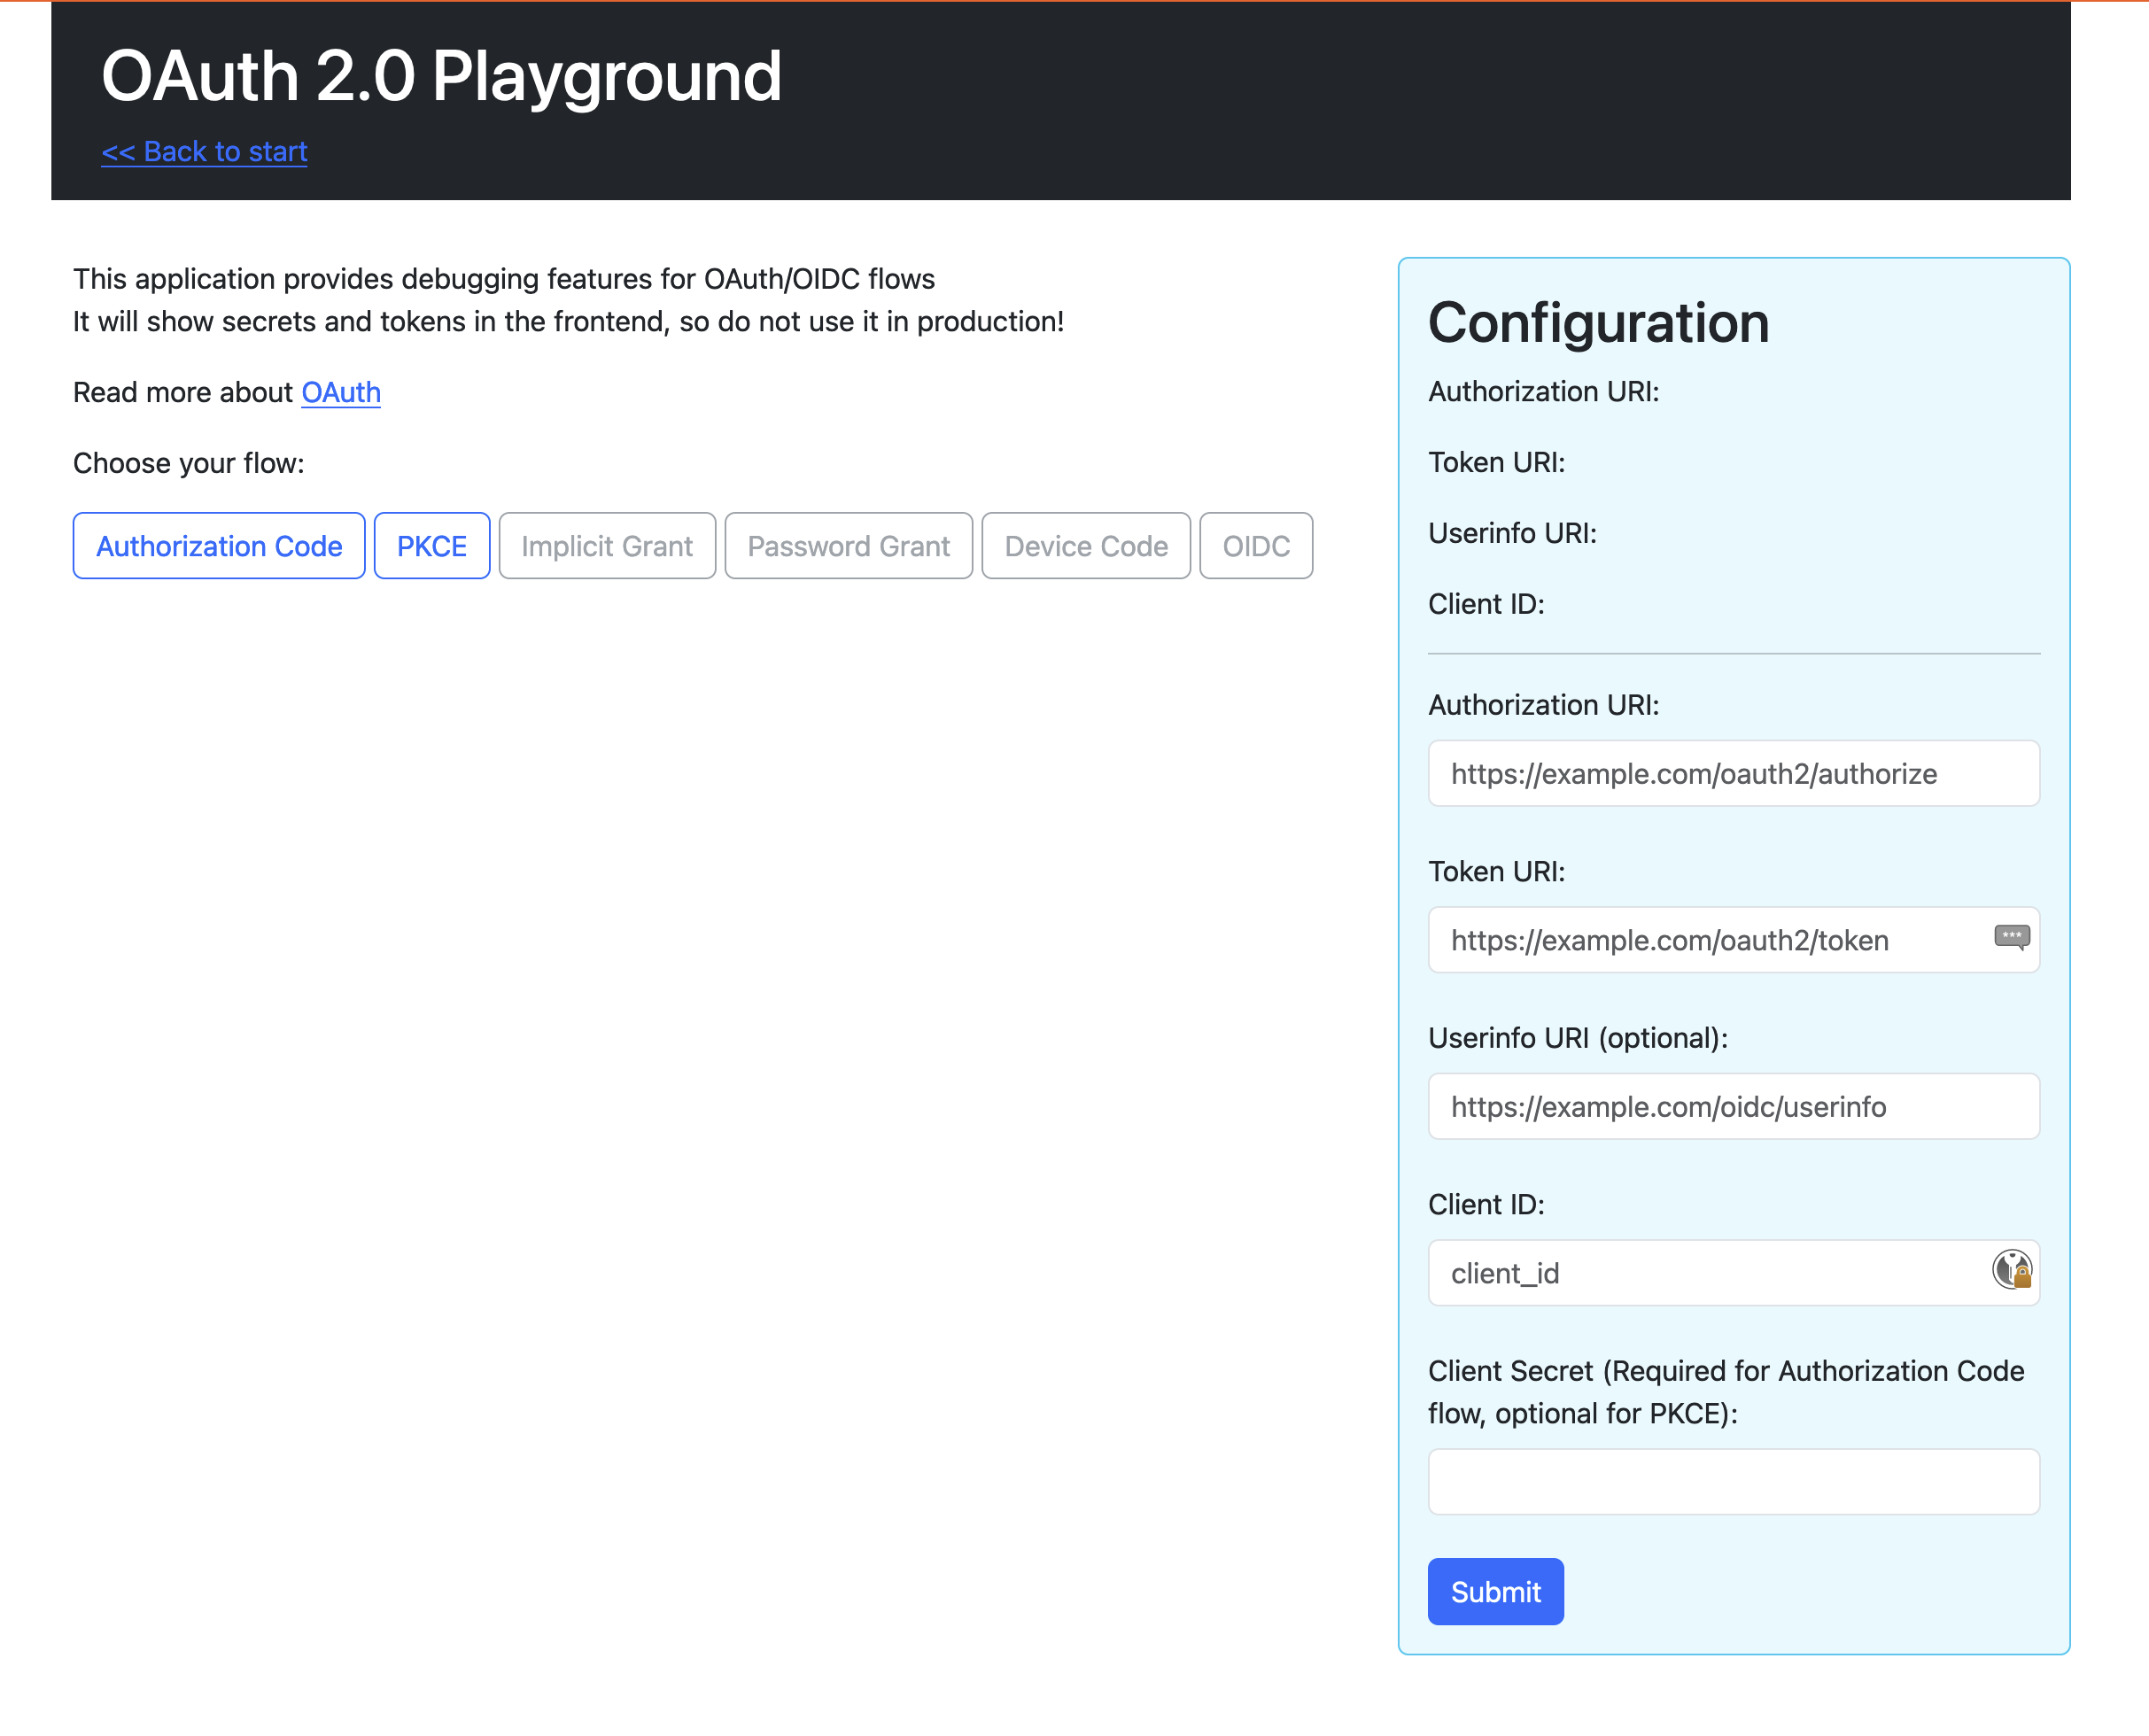 OAuth 2.0 Playground
<< Back to start
This application provides debugging features for OAuth/OIDC flows
It will show secrets and tokens in the frontend, so do not use it in production!
Read more about OAuth
Choose your flow:
Authorization Code PKCE Implicit Grant Password Grant Device Code OIDC
Configuration
Authorization URI:
Token URI:
Userinfo URI:
Client ID:
Authorization URI:
https://example.com/oauth2/authorize
Token URI:
https://example.com/oauth2/token
Userinfo URI (optional):
https://example.com/oidc/userinfo
Client ID:
client_id
Client Secret (Required for Authorization Code
flow, optional for PKCE):
Submit